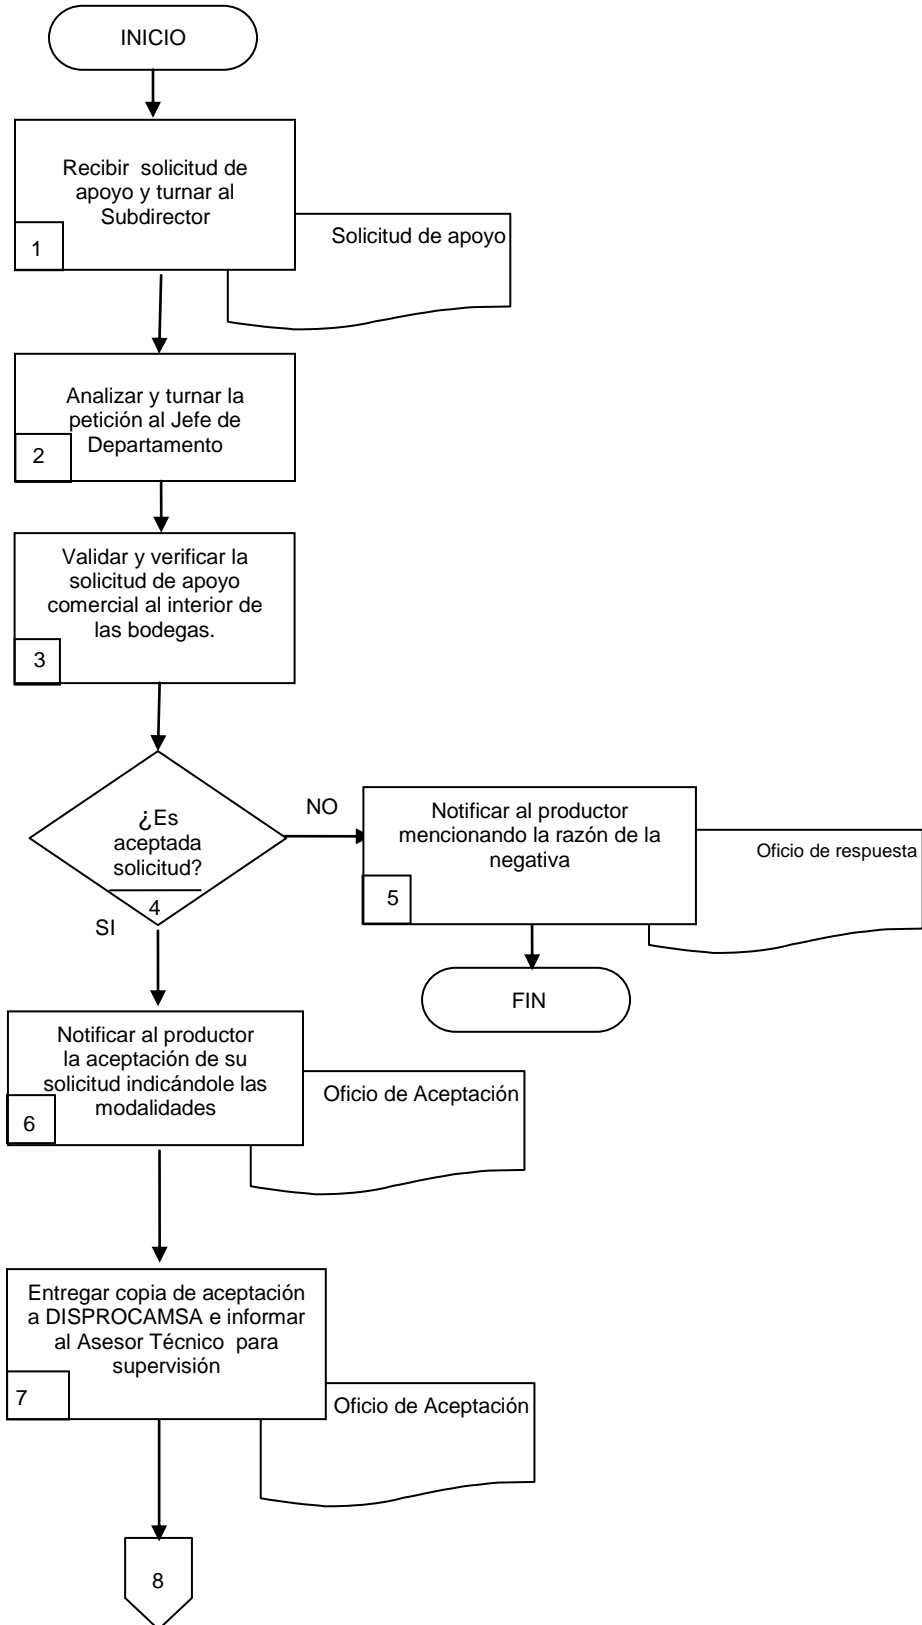 INICIO
Recibir solicitud de
apoyo y turnar al
Subdirector
1
Solicitud de apoyo
Analizar y turnar la
petición al Jefe de
Departamento
2
Validar y verificar la
solicitud de apoyo
comercial al interior de
las bodegas.
3
¿Es
aceptada
solicitud?
4
NO
SI
Notificar al productor
mencionando la razón de la
negativa
5
Oficio de respuesta
FIN
Notificar al productor
la aceptación de su
solicitud indicándole las
modalidades
6
Oficio de Aceptación
Entregar copia de aceptación
a DISPROCAMSA e informar
al Asesor Técnico para
supervisión
7
Oficio de Aceptación
8